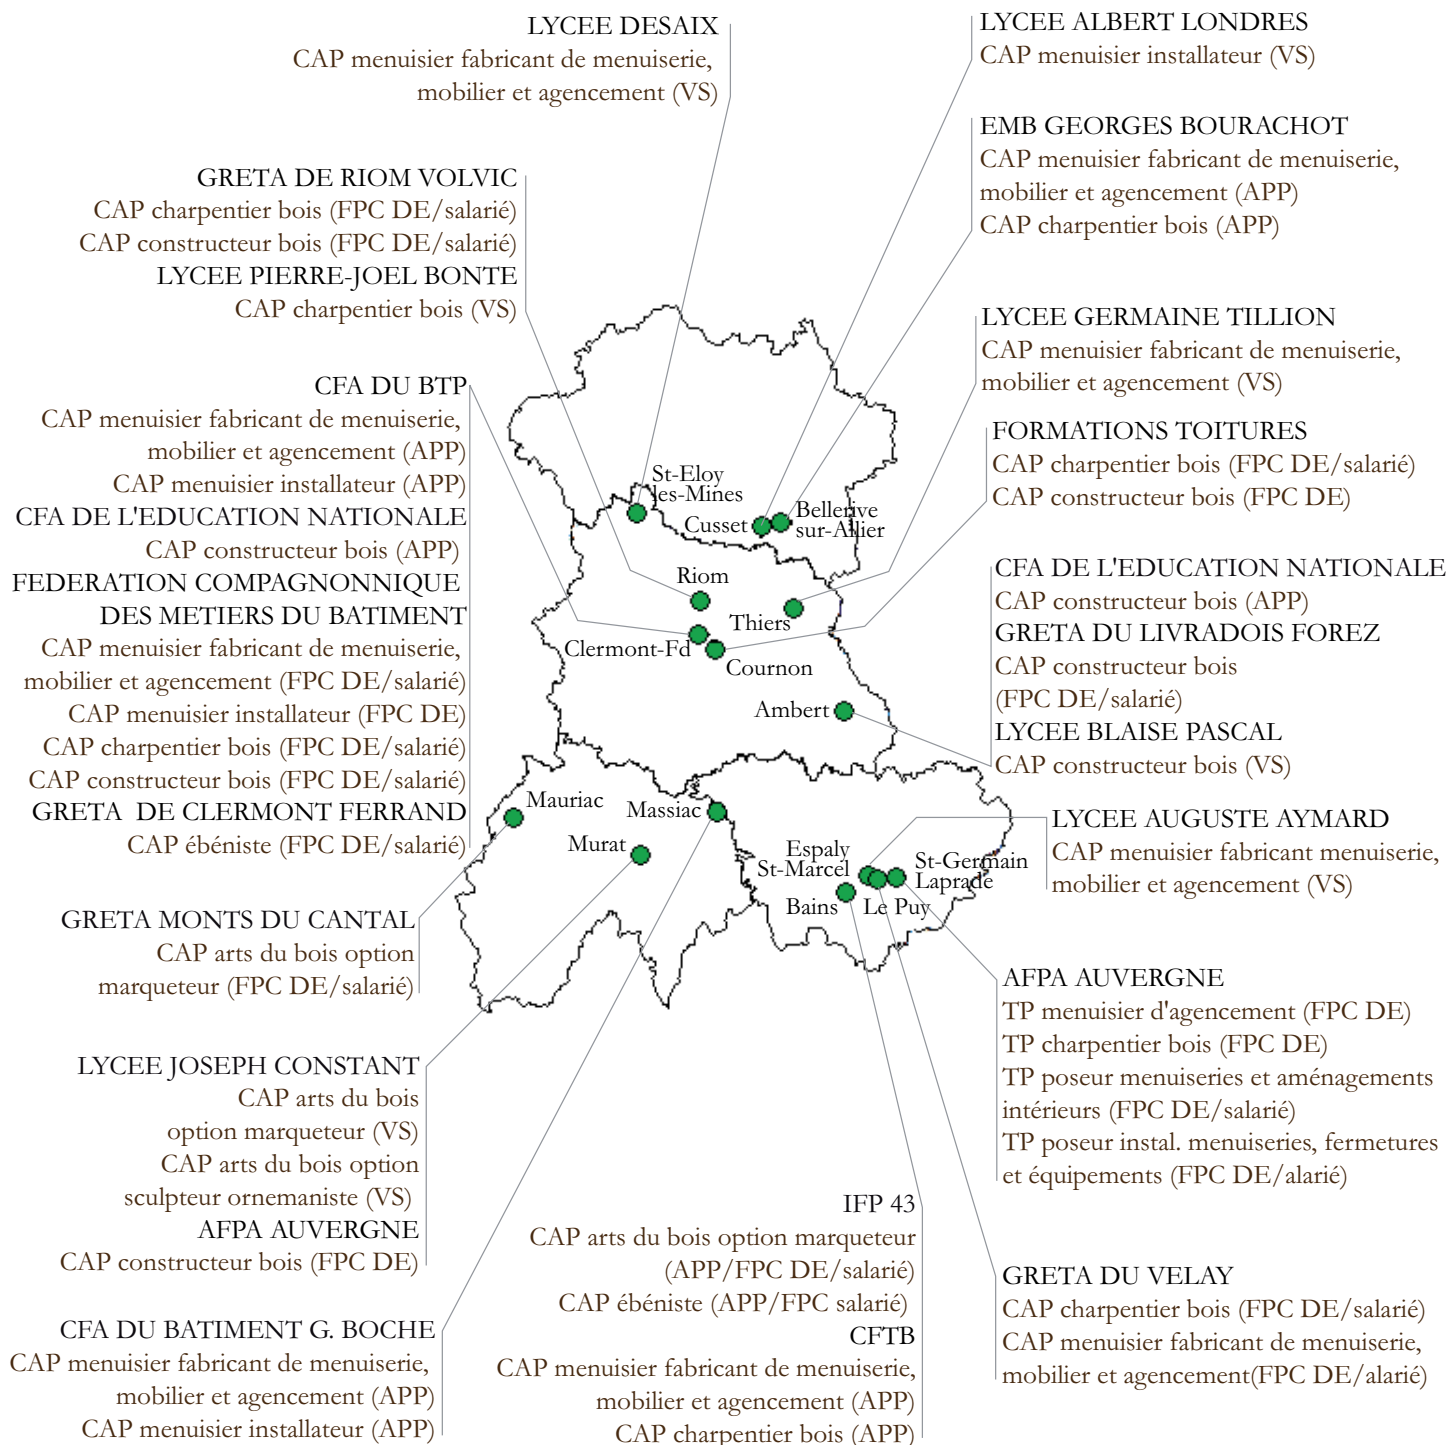 LYCEE DESAIX
CAP menuisier fabricant de menuiserie,
mobilier et agencement (VS)
GRETA DE RIOM VOLVIC
CAP charpentier bois (FPC DE/salarié)
CAP constructeur bois (FPC DE/salarié)
LYCEE PIERRE-JOEL BONTE
CAP charpentier bois (VS)
CFA DU BTP
CAP menuisier fabricant de menuiserie,
mobilier et agencement (APP)
CAP menuisier installateur (APP)
CFA DE L'EDUCATION NATIONALE
CAP constructeur bois (APP)
FEDERATION COMPAGNONNIQUE
DES METIERS DU BATIMENT
CAP menuisier fabricant de menuiserie,
mobilier et agencement (FPC DE/salarié)
CAP menuisier installateur (FPC DE)
CAP charpentier bois (FPC DE/salarié)
CAP constructeur bois (FPC DE/salarié)
GRETA DE CLERMONT FERRAND
CAP ébéniste (FPC DE/salarié)
GRETA MONTS DU CANTAL
CAP arts du bois option
marqueteur (FPC DE/salarié)
LYCEE JOSEPH CONSTANT
CAP arts du bois
option marqueteur (VS)
CAP arts du bois option
sculpteur ornemaniste (VS)
AFPA AUVERGNE
CAP constructeur bois (FPC DE)
CFA DU BATIMENT G. BOCHE
CAP menuisier fabricant de menuiserie,
mobilier et agencement (APP)
CAP menuisier installateur (APP)
St-Eloy
les-Mines
Cusset
Bellerive
sur-Allier
Riom
Thiers
Clermont-Fd
Cournon
Ambert
Mauriac
Massiac
Murat
Espaly
St-Marcel
St-Germain
Laprade
Bains
Le Puy
IFP 43
CAP arts du bois option marqueteur
(APP/FPC DE/salarié)
CAP ébéniste (APP/FPC salarié)
CFTB
CAP menuisier fabricant de menuiserie,
mobilier et agencement (APP)
CAP charpentier bois (APP)
LYCEE ALBERT LONDRES
CAP menuisier installateur (VS)
EMB GEORGES BOURACHOT
CAP menuisier fabricant de menuiserie,
mobilier et agencement (APP)
CAP charpentier bois (APP)
LYCEE GERMAINE TILLION
CAP menuisier fabricant de menuiserie,
mobilier et agencement (VS)
FORMATIONS TOITURES
CAP charpentier bois (FPC DE/salarié)
CAP constructeur bois (FPC DE)
CFA DE L'EDUCATION NATIONALE
CAP constructeur bois (APP)
GRETA DU LIVRADOIS FOREZ
CAP constructeur bois
(FPC DE/salarié)
LYCEE BLAISE PASCAL
CAP constructeur bois (VS)
LYCEE AUGUSTE AYMARD
CAP menuisier fabricant menuiserie,
mobilier et agencement (VS)
AFPA AUVERGNE
TP menuisier d'agencement (FPC DE)
TP charpentier bois (FPC DE)
TP poseur menuiseries et aménagements
intérieurs (FPC DE/salarié)
TP poseur instal. menuiseries, fermetures
et équipements (FPC DE/alarié)
GRETA DU VELAY
CAP charpentier bois (FPC DE/salarié)
CAP menuisier fabricant de menuiserie,
mobilier et agencement(FPC DE/alarié)